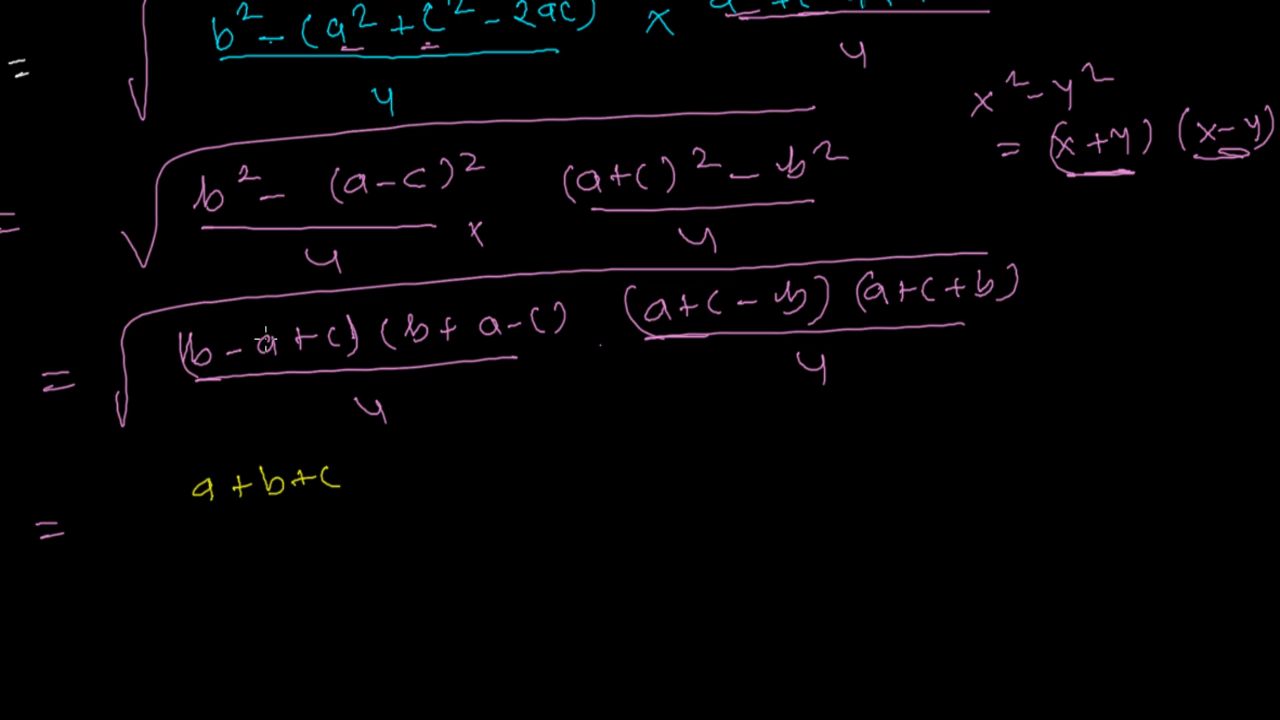 = √ b² - (a² + c² - 2ac) / 4 ×  / 4
x² - y²
= (x+y) (x-y)
= √ b² - (a-c)² / 4 × (a+c)² - b² / 4
= √ (b-a+c) (b+a-c) / 4 . (a+c-b) (a+c+b) / 4
a+b+c
=